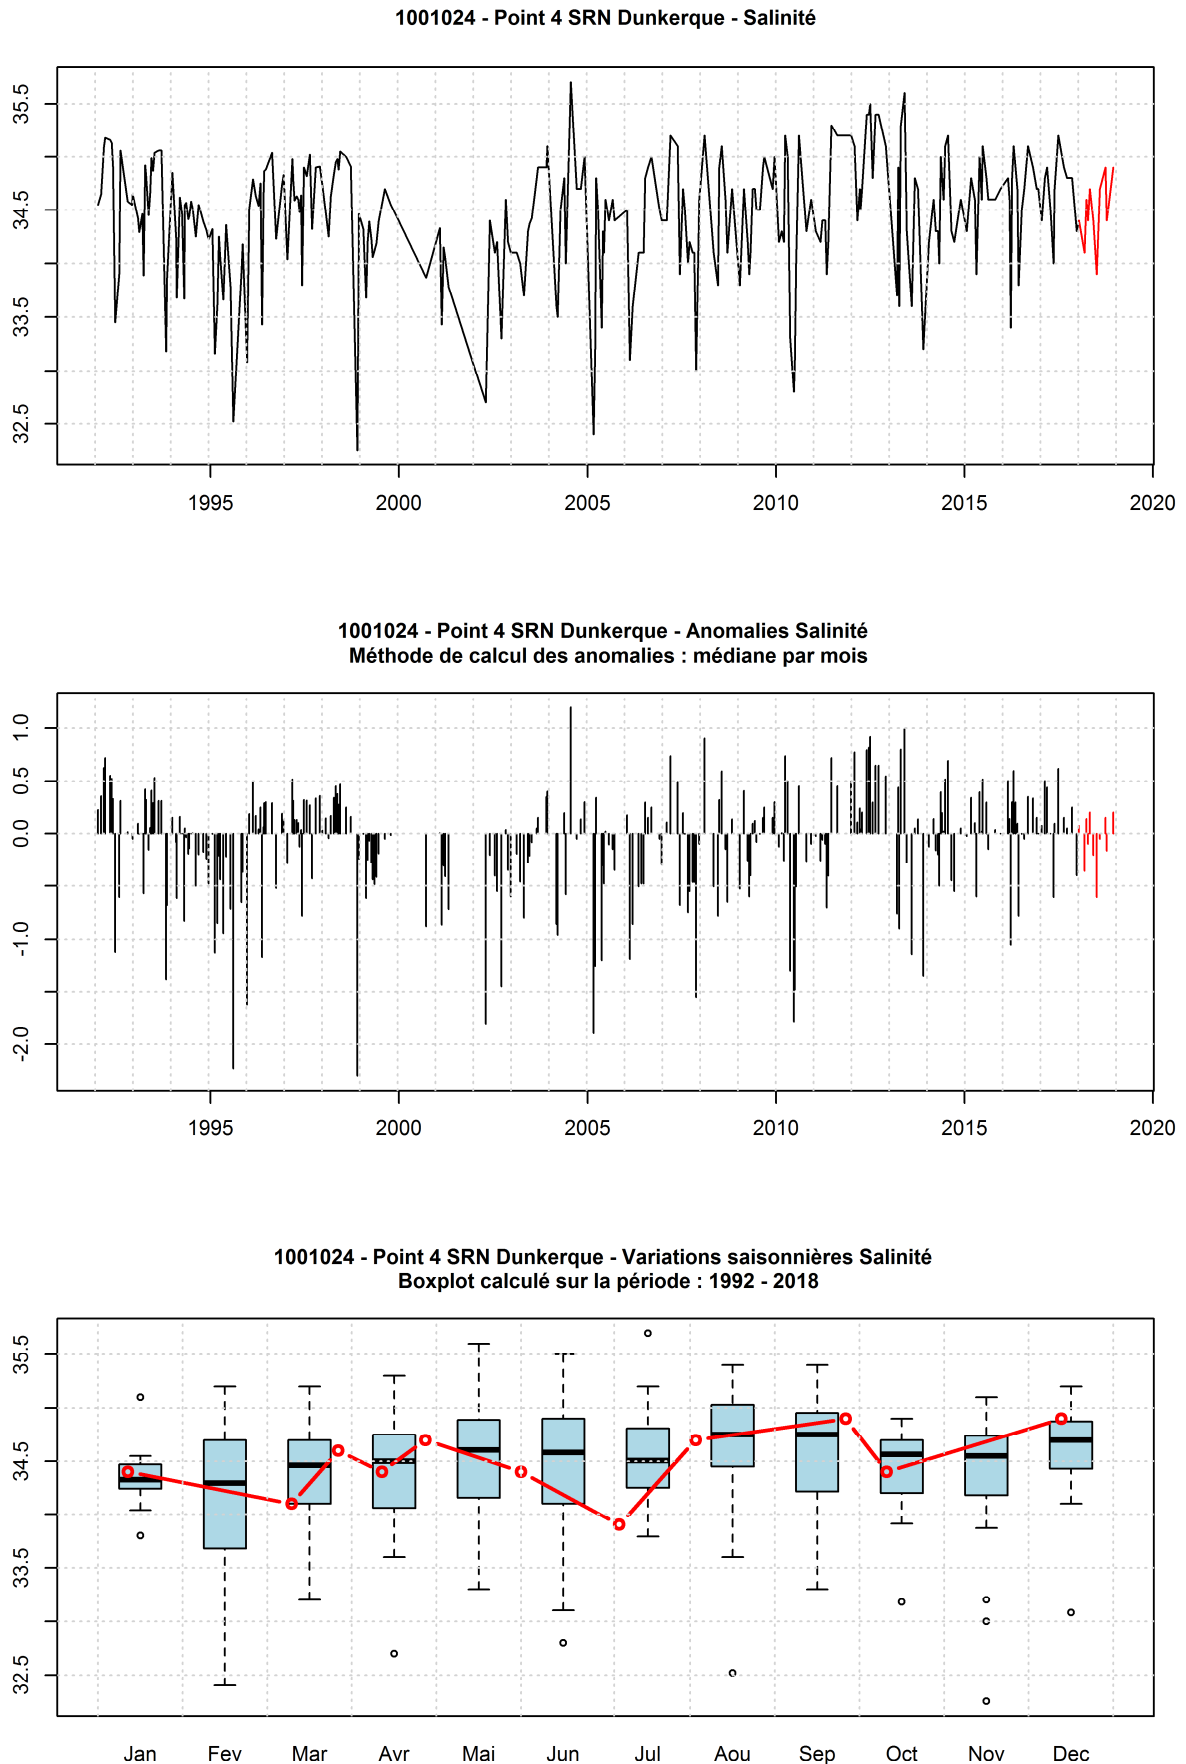 1001024 - Point 4 SRN Dunkerque - Salinité
35.5
34.5
33.5
32.5
1995 2000 2005 2010 2015 2020
1001024 - Point 4 SRN Dunkerque - Anomalies Salinité
Méthode de calcul des anomalies : médiane par mois
1.0
0.5
0.0
-1.0
-2.0
1995 2000 2005 2010 2015 2020
1001024 - Point 4 SRN Dunkerque - Variations saisonnières Salinité
Boxplot calculé sur la période : 1992 - 2018
35.5
34.5
33.5
32.5
Jan Fev Mar Avr Mai Jun Jul Aou Sep Oct Nov Dec